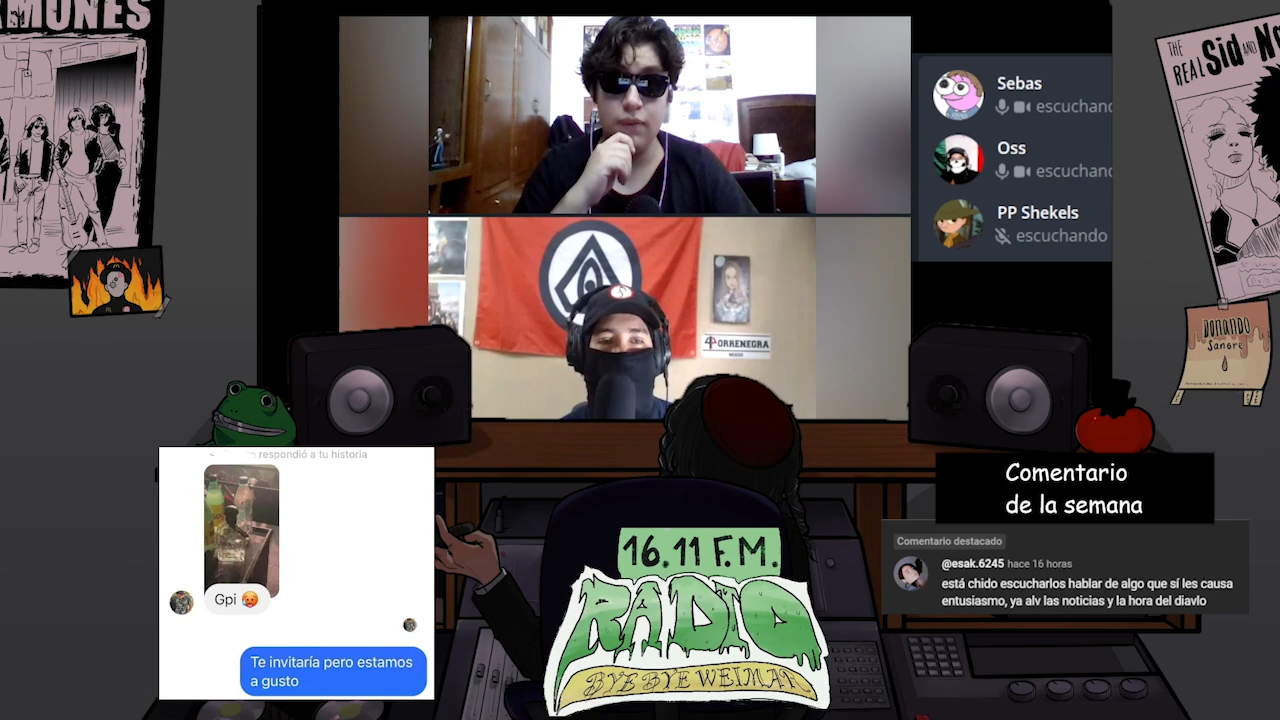 RAMONES
THE
REAL Sid AND N
Sebas
escuchand
Oss
escuchand
PP Shekels
escuchando
TORRENEGRA
MEXICO
DONANDO
Sangre
respondió a tu historia
Gpi 🥵
Te invitaría pero estamos
a gusto
Comentario
de la semana
Comentario destacado
@esak.6245 hace 16 horas
está chido escucharlos hablar de algo que sí les causa
entusiasmo, ya alv las noticias y la hora del diavlo
16.11 F.M.
RADIO
BYE BYE WEIMAR